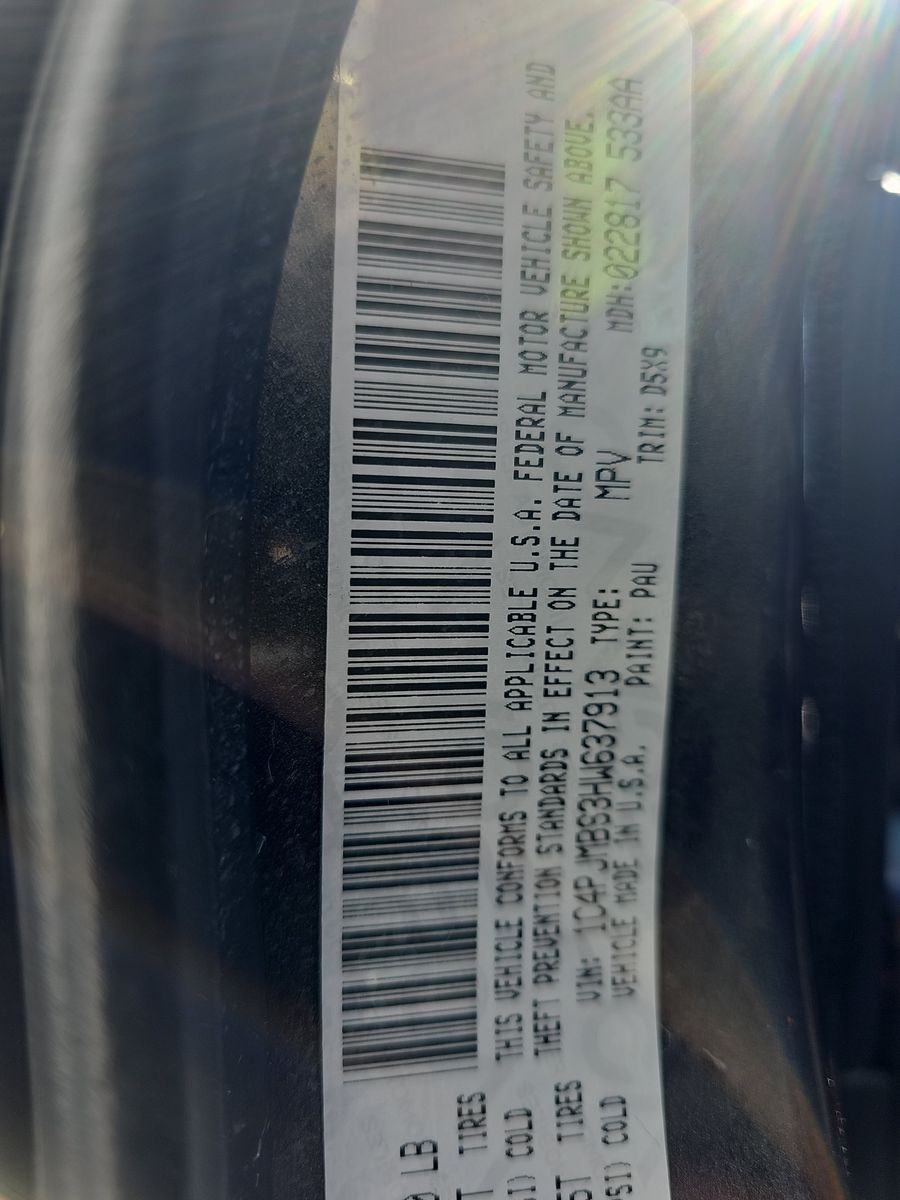 LB
TIRES
COLD
TIRES
COLD
THIS VEHICLE CONFORMS TO ALL APPLICABLE U.S.A. FEDERAL MOTOR VEHICLE SAFETY AND
THEFT PREVENTION STANDARDS IN EFFECT ON THE DATE OF MANUFACTURE SHOWN ABOVE.
VIN: 1C4PJMBS3HW637913 TYPE: MPV MDH:022817 533AA
VEHICLE MADE IN U.S.A. PAINT: PAU TRIM: D5X9